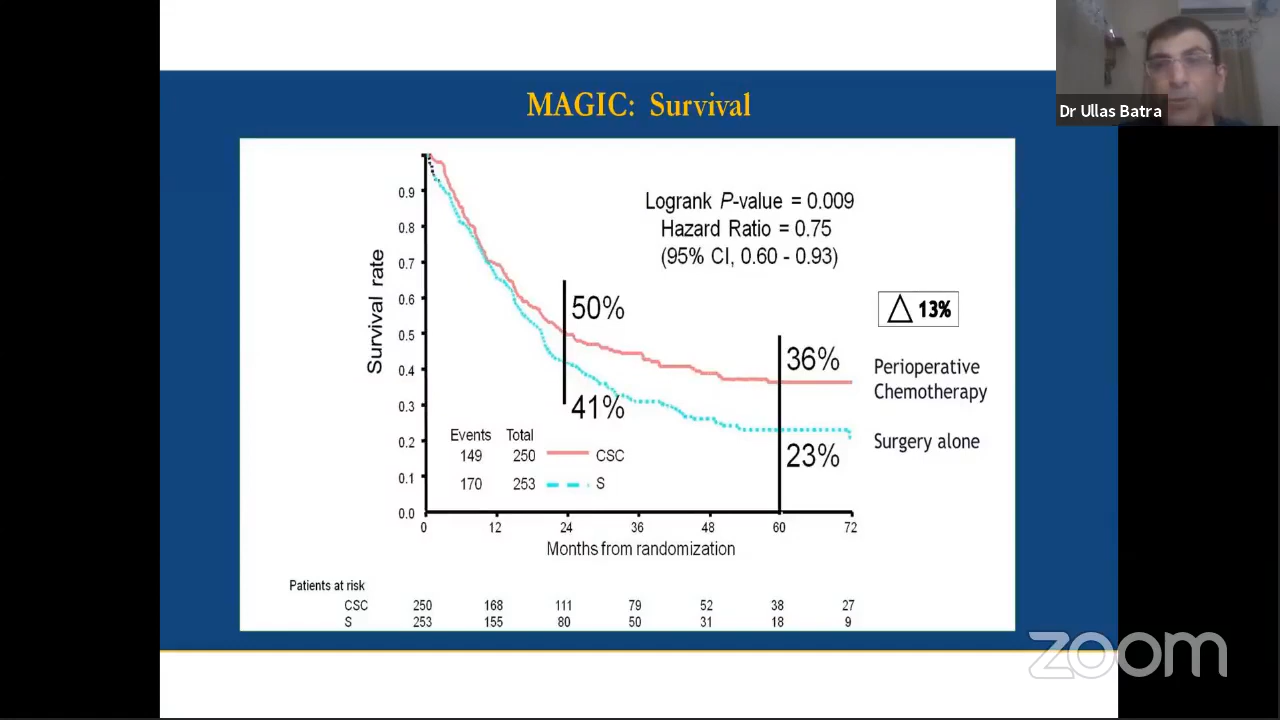 MAGIC: Survival
Dr Ullas Batra
Logrank P-value = 0.009
Hazard Ratio = 0.75
(95% CI, 0.60 - 0.93)
△ 13%
Perioperative
Chemotherapy
Surgery alone
50%
41%
36%
23%
Survival rate
0.9
0.8
0.7
0.6
0.5
0.4
0.3
0.2
0.1
0.0
Events Total
149 250 CSC
170 253 S
0 12 24 36 48 60 72
Months from randomization
Patients at risk
CSC 250 168 111 79 52 38 27
S 253 155 80 50 31 18 9
zoom